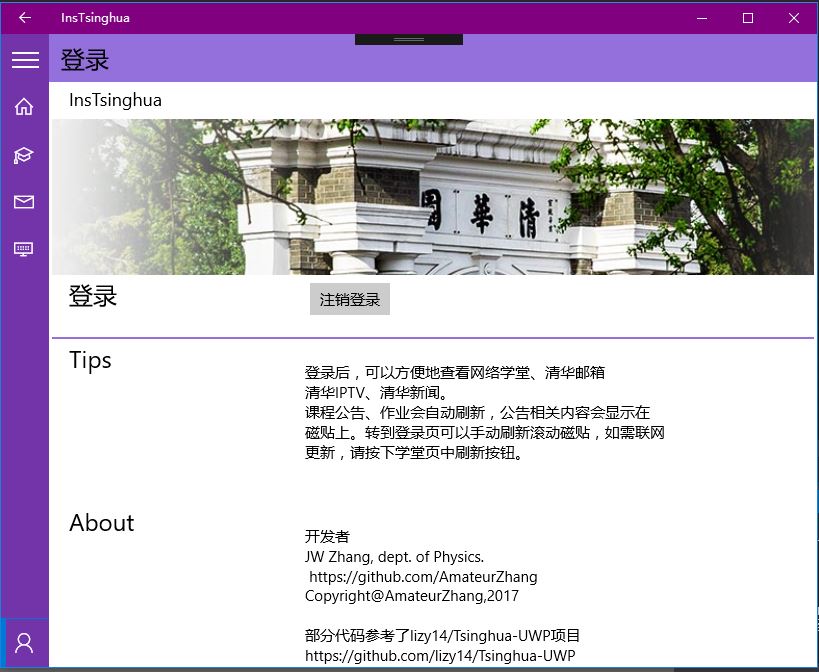 InsTsinghua
登录
InsTsinghua
園華清
登录
注销登录
Tips
登录后，可以方便地查看网络学堂、清华邮箱
清华IPTV、清华新闻。
课程公告、作业会自动刷新，公告相关内容会显示在
磁贴上。转到登录页可以手动刷新滚动磁贴，如需联网
更新，请按下学堂页中刷新按钮。
About
开发者
JW Zhang, dept. of Physics.
https://github.com/AmateurZhang
Copyright@AmateurZhang,2017
部分代码参考了lizy14/Tsinghua-UWP项目
https://github.com/lizy14/Tsinghua-UWP